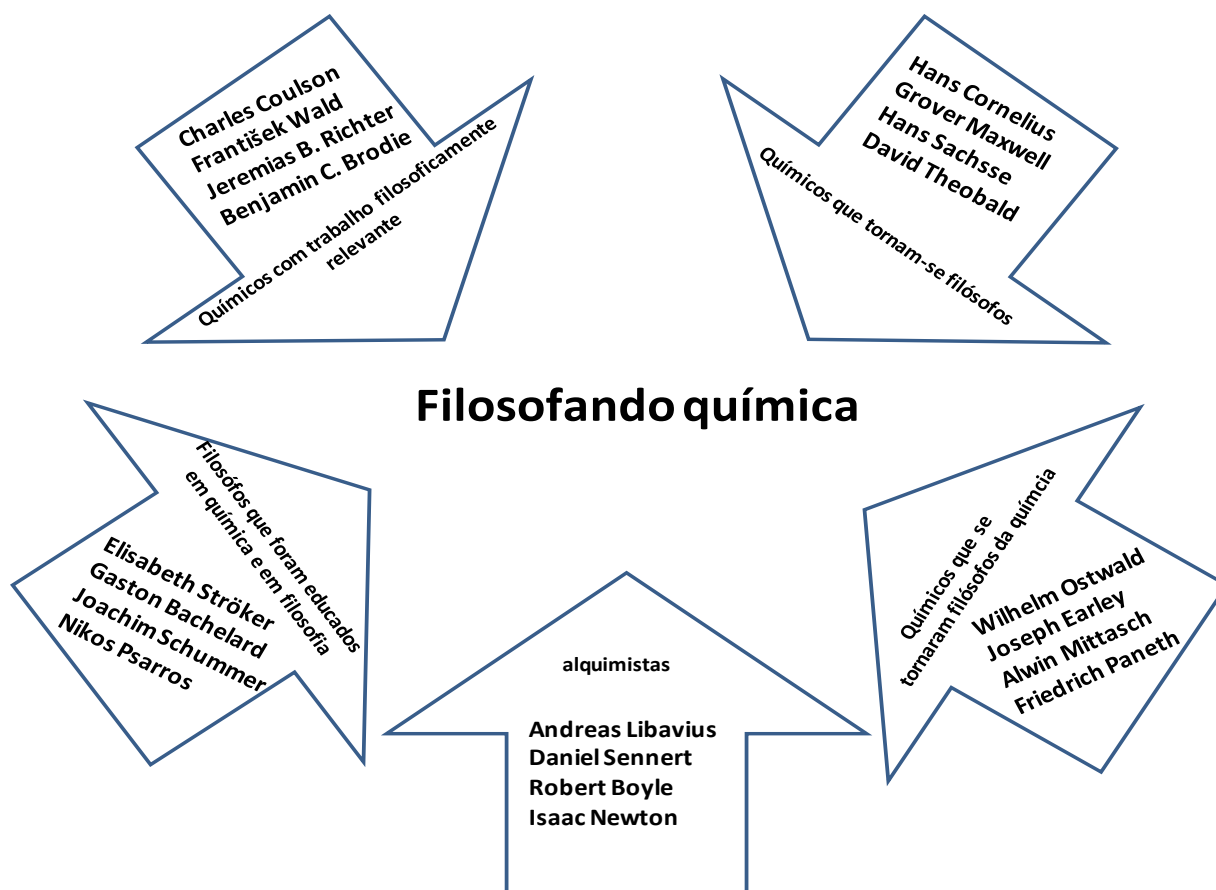 Charles Coulson
František Wald
Jeremias B. Richter
Benjamin C. Brodie
Químicos com trabalho filosoficamente
relevante
Hans Cornelius
Grover Maxwell
Hans Sachsse
David Theobald
Químicos que tornam-se filósofos
Filosofando química
Filosófos que foram educados
em química e em filosofia
Elisabeth Ströker
Gaston Bachelard
Joachim Schummer
Nikos Psarros
Químicos que se
tornaram filósofos da químcia
Wilhelm Ostwald
Joseph Earley
Alwin Mittasch
Friedrich Paneth
alquimistas
Andreas Libavius
Daniel Sennert
Robert Boyle
Isaac Newton